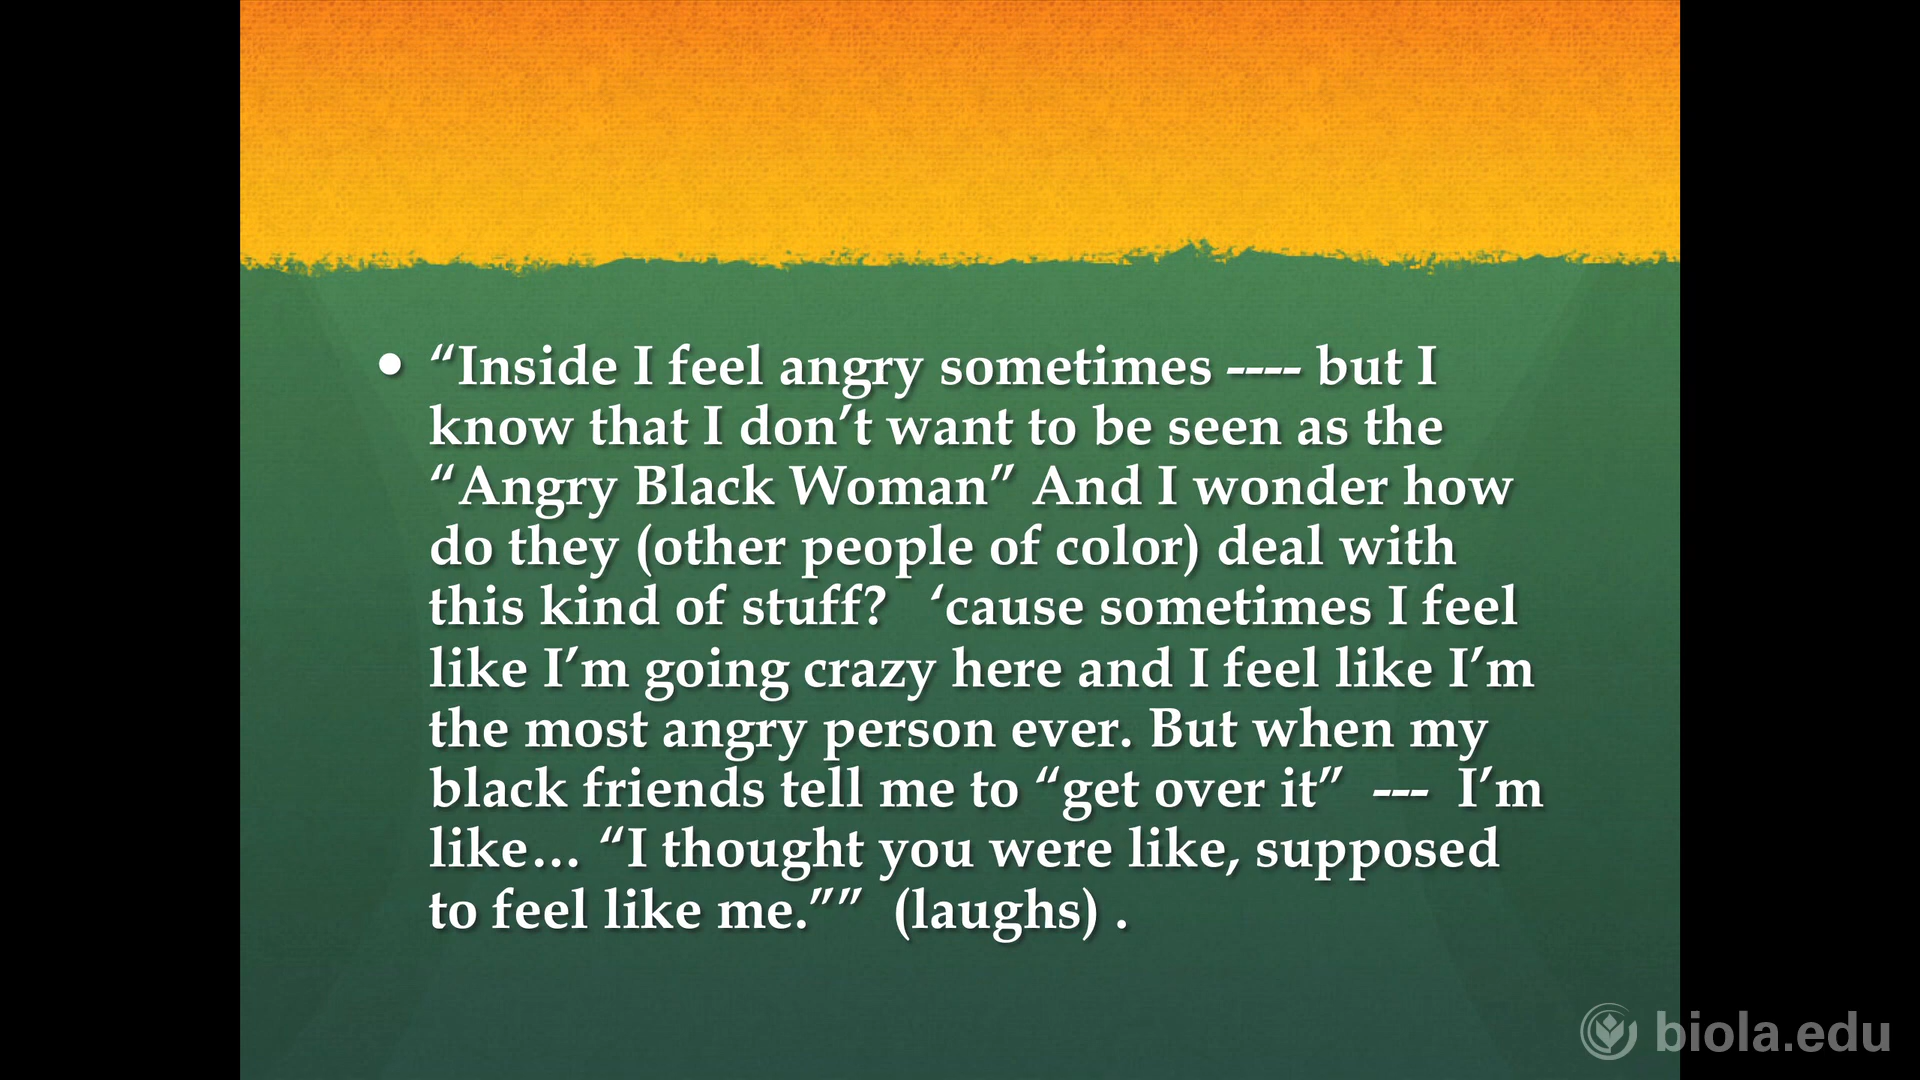 • “Inside I feel angry sometimes ---- but I
know that I don’t want to be seen as the
“Angry Black Woman” And I wonder how
do they (other people of color) deal with
this kind of stuff?   ‘cause sometimes I feel
like I’m going crazy here and I feel like I’m
the most angry person ever. But when my
black friends tell me to “get over it”  ---  I’m
like… “I thought you were like, supposed
to feel like me.””  (laughs) .
biola.edu